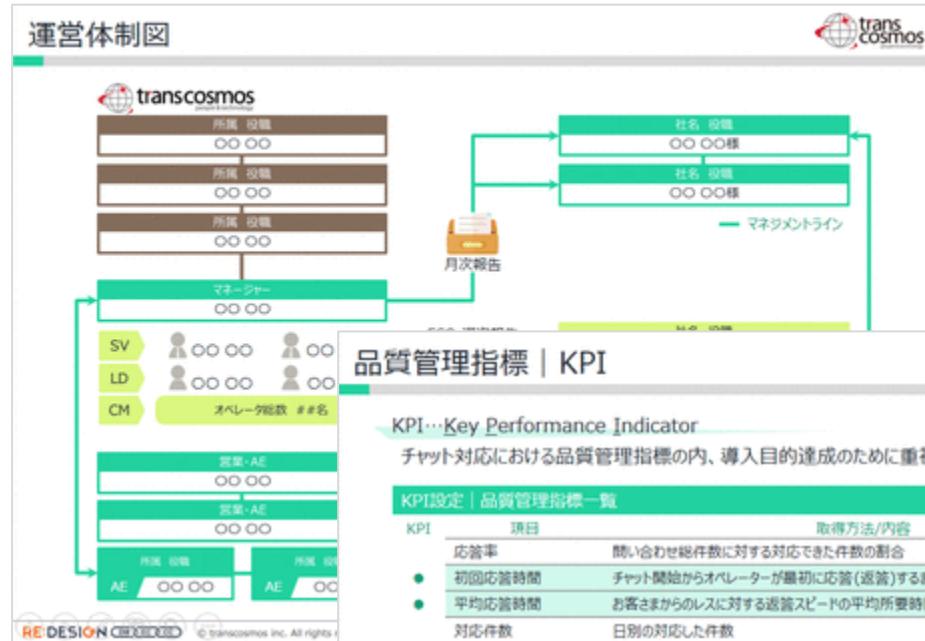 運営体制図
trans
cosmos
transcosmos
people & technology
所属 役職
〇〇 〇〇
所属 役職
〇〇 〇〇
所属 役職
〇〇 〇〇
マネージャー
〇〇 〇〇
社名 役職
〇〇 〇〇様
社名 役職
〇〇 〇〇様
マネジメントライン
月次報告
SV
〇〇 〇〇
〇〇
LD
〇〇 〇〇
〇〇
CM
オペレータ総数 ##名
営業・AE
〇〇 〇〇
営業・AE
〇〇 〇〇
所属 役職
AE
〇〇 〇〇
所属
AE
〇〇
RE:DESIGN
© transcosmos inc. All rights
品質管理指標|KPI
KPI…Key Performance Indicator
チャット対応における品質管理指標の内、導入目的達成のために重
KPI設定|品質管理指標一覧
KPI 項目 取得方法/内容
応答率 問い合わせ総件数に対する対応できた件数の割合
● 初回応答時間 チャット開始からオペレーターが最初に応答(返答)する
● 平均応答時間 お客さまからのレスに対する返答スピードの平均所要時
対応件数 日別の対応した件数